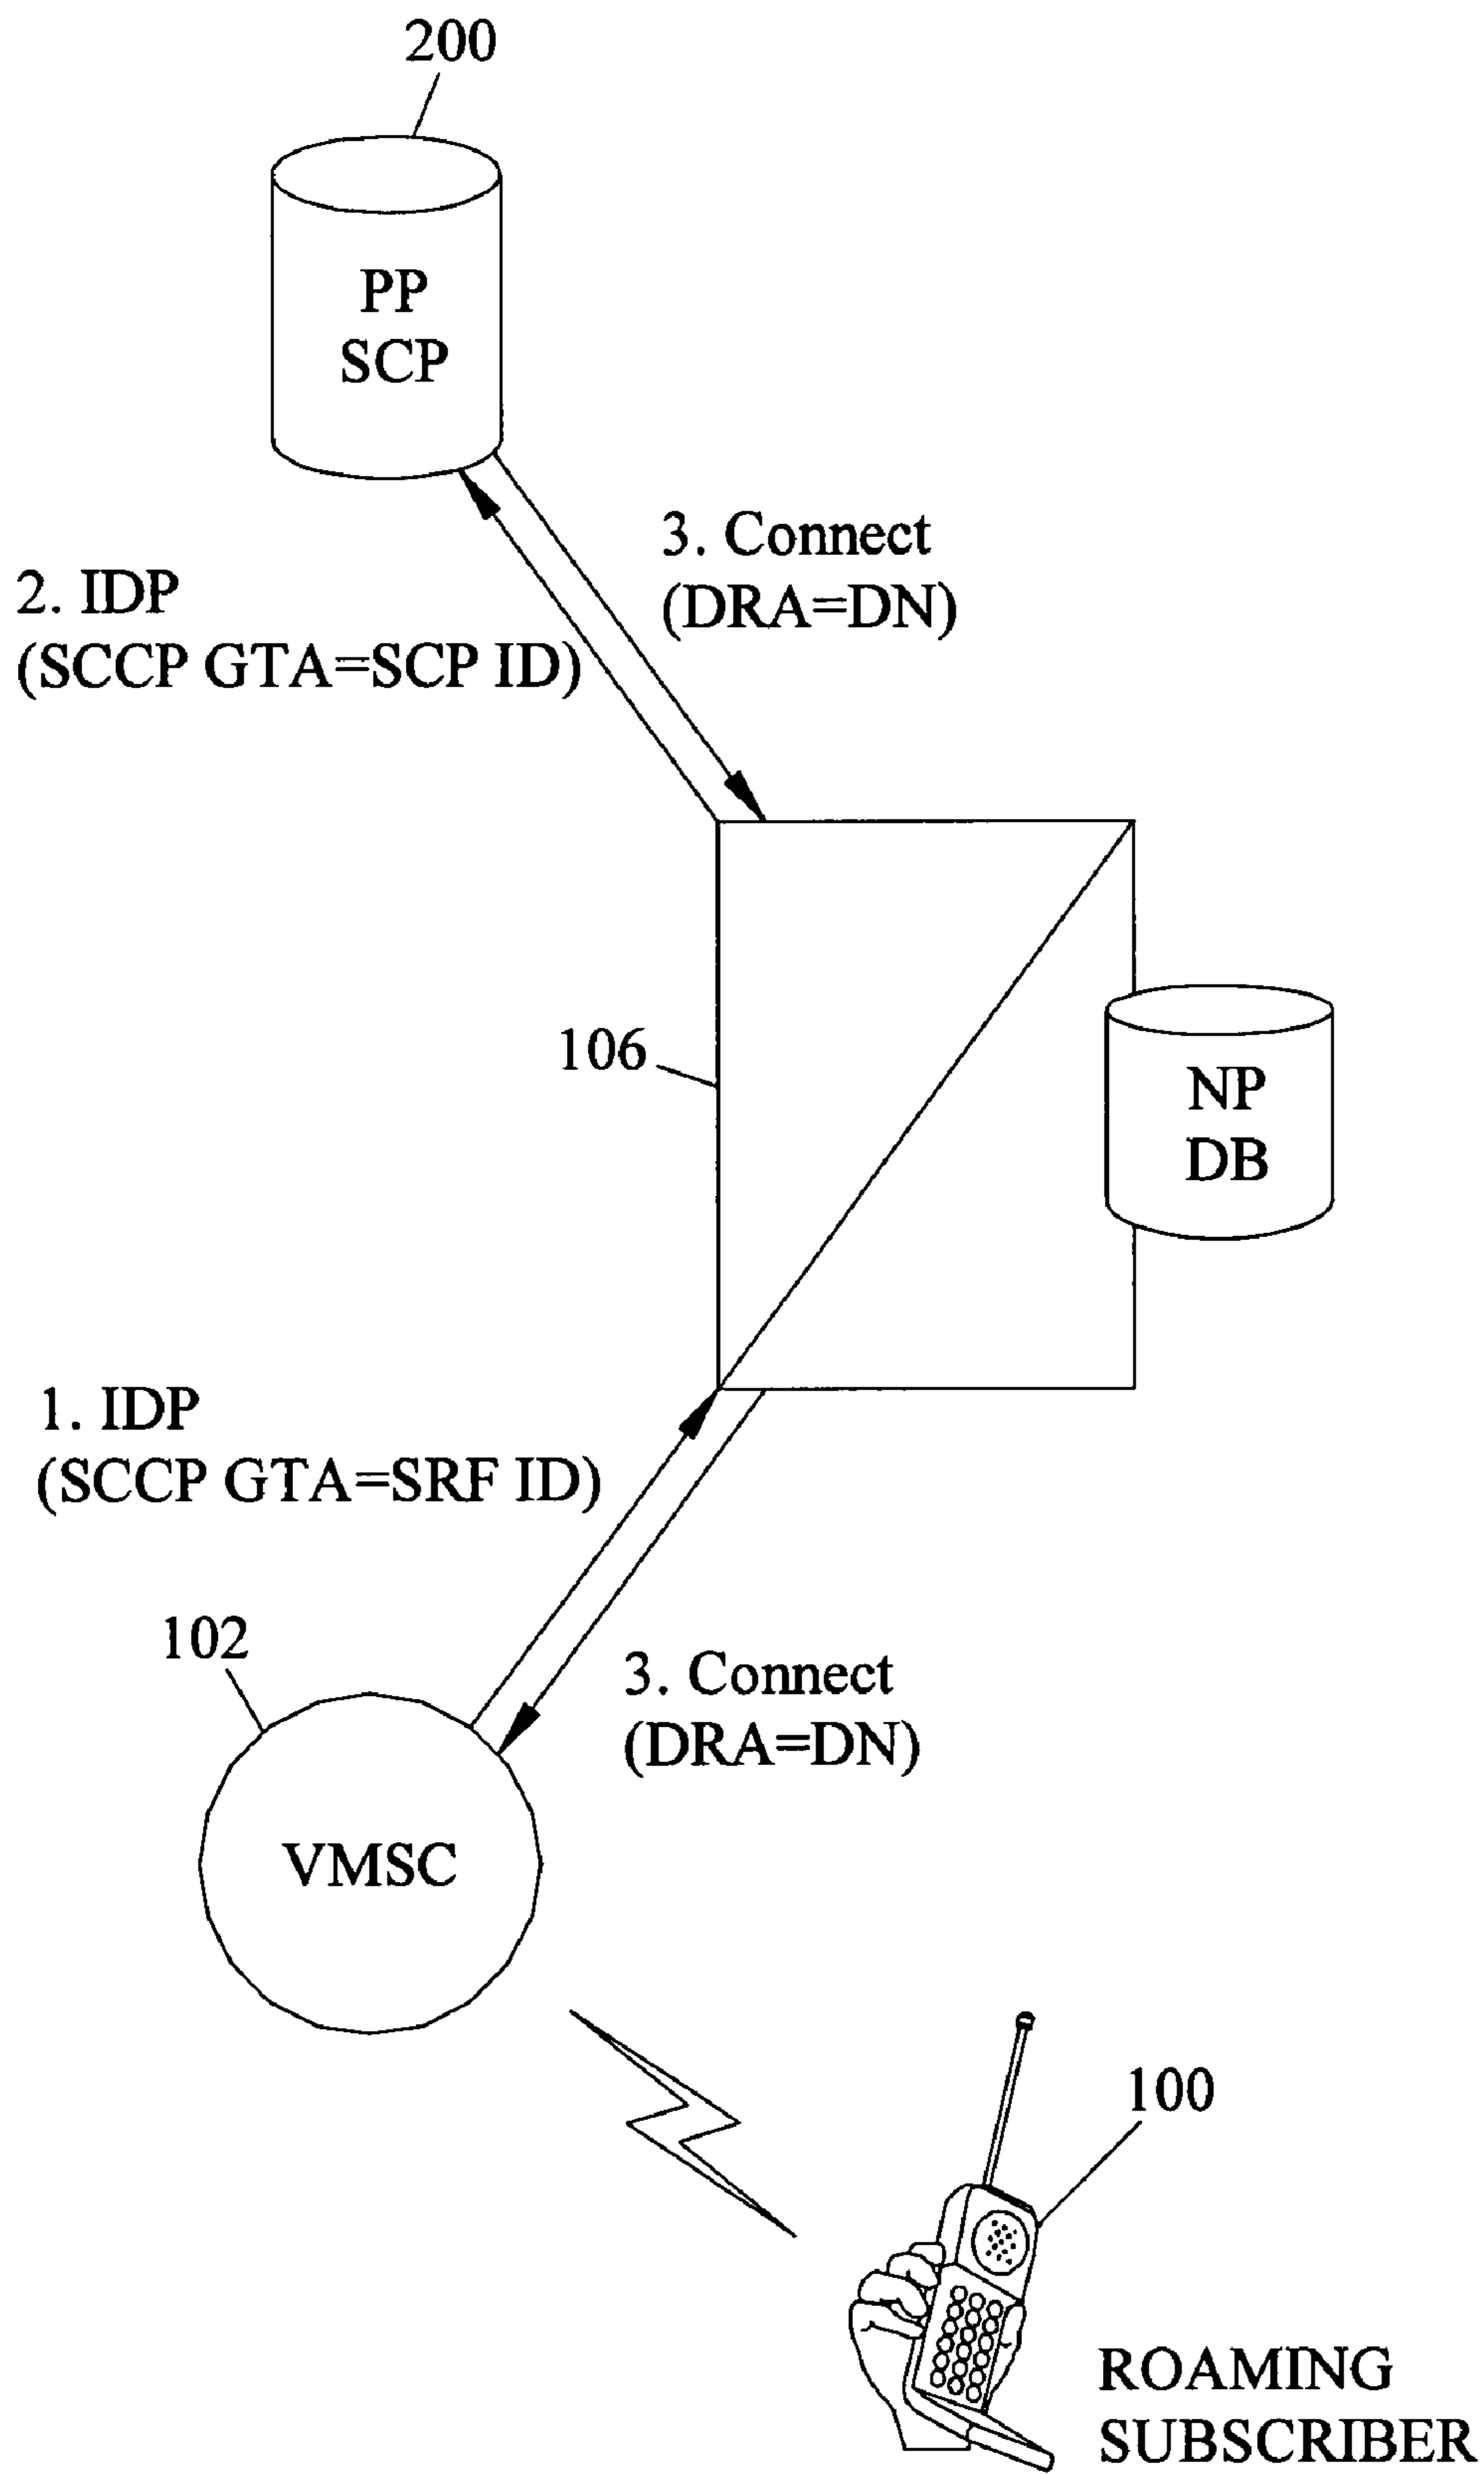 200
PP
SCP
3. Connect
(DRA=DN)
2. IDP
(SCCP GTA=SCP ID)
106
NP
DB
1. IDP
(SCCP GTA=SRF ID)
102
3. Connect
(DRA=DN)
VMSC
100
ROAMING
SUBSCRIBER